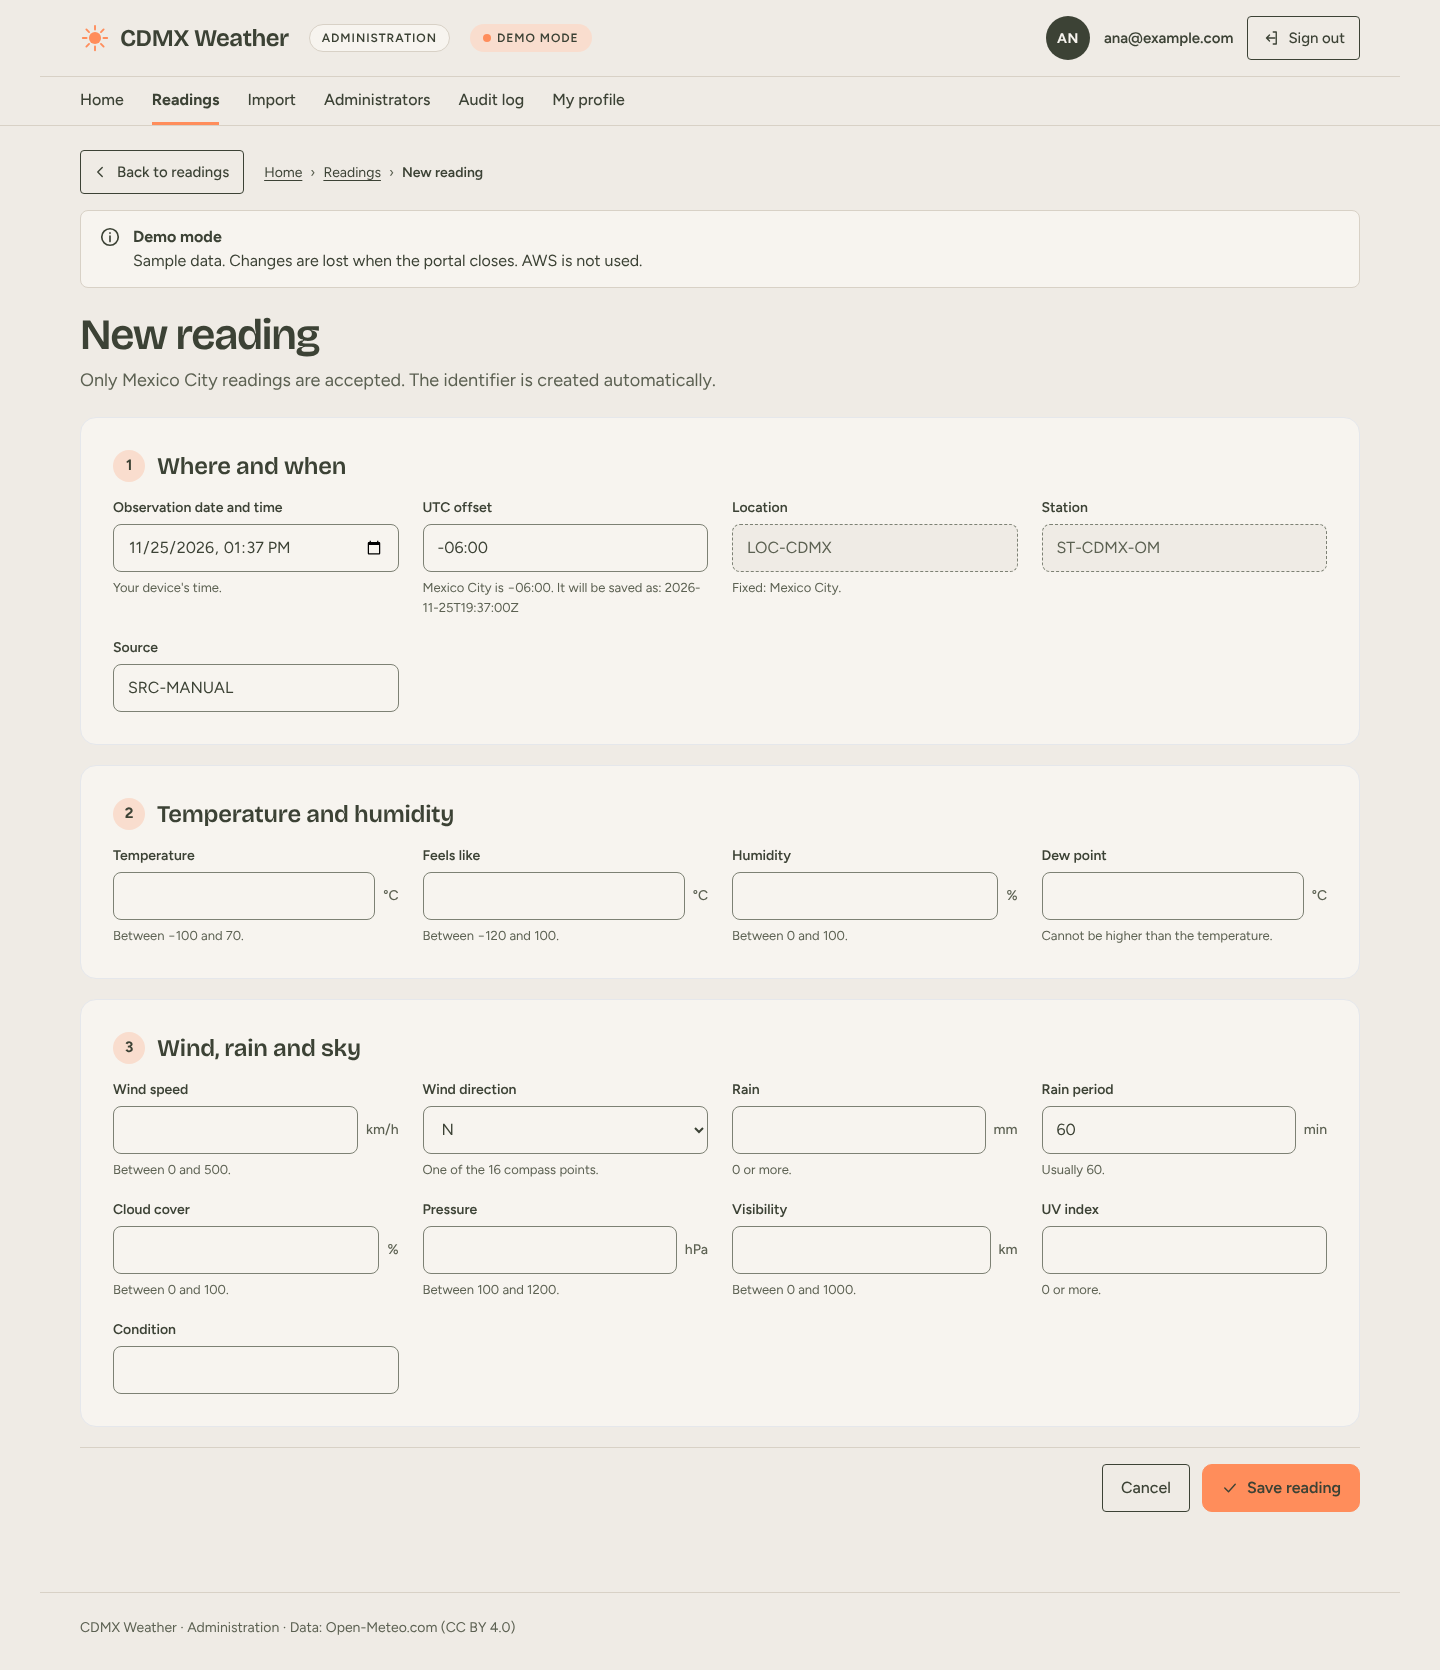 CDMX Weather
ADMINISTRATION
DEMO MODE
AN
ana@example.com
Sign out
Home
Readings
Import
Administrators
Audit log
My profile
Back to readings
Home › Readings › New reading
Demo mode
Sample data. Changes are lost when the portal closes. AWS is not used.
New reading
Only Mexico City readings are accepted. The identifier is created automatically.
1 Where and when
Observation date and time
11/25/2026, 01:37 PM
Your device's time.
UTC offset
-06:00
Mexico City is −06:00. It will be saved as: 2026-
11-25T19:37:00Z
Location
LOC-CDMX
Fixed: Mexico City.
Station
ST-CDMX-OM
Source
SRC-MANUAL
2 Temperature and humidity
Temperature
°C
Between −100 and 70.
Feels like
°C
Between −120 and 100.
Humidity
%
Between 0 and 100.
Dew point
°C
Cannot be higher than the temperature.
3 Wind, rain and sky
Wind speed
km/h
Between 0 and 500.
Wind direction
N
One of the 16 compass points.
Rain
mm
0 or more.
Rain period
60
min
Usually 60.
Cloud cover
%
Between 0 and 100.
Pressure
hPa
Between 100 and 1200.
Visibility
km
Between 0 and 1000.
UV index
0 or more.
Condition
Cancel
Save reading
CDMX Weather · Administration · Data: Open-Meteo.com (CC BY 4.0)